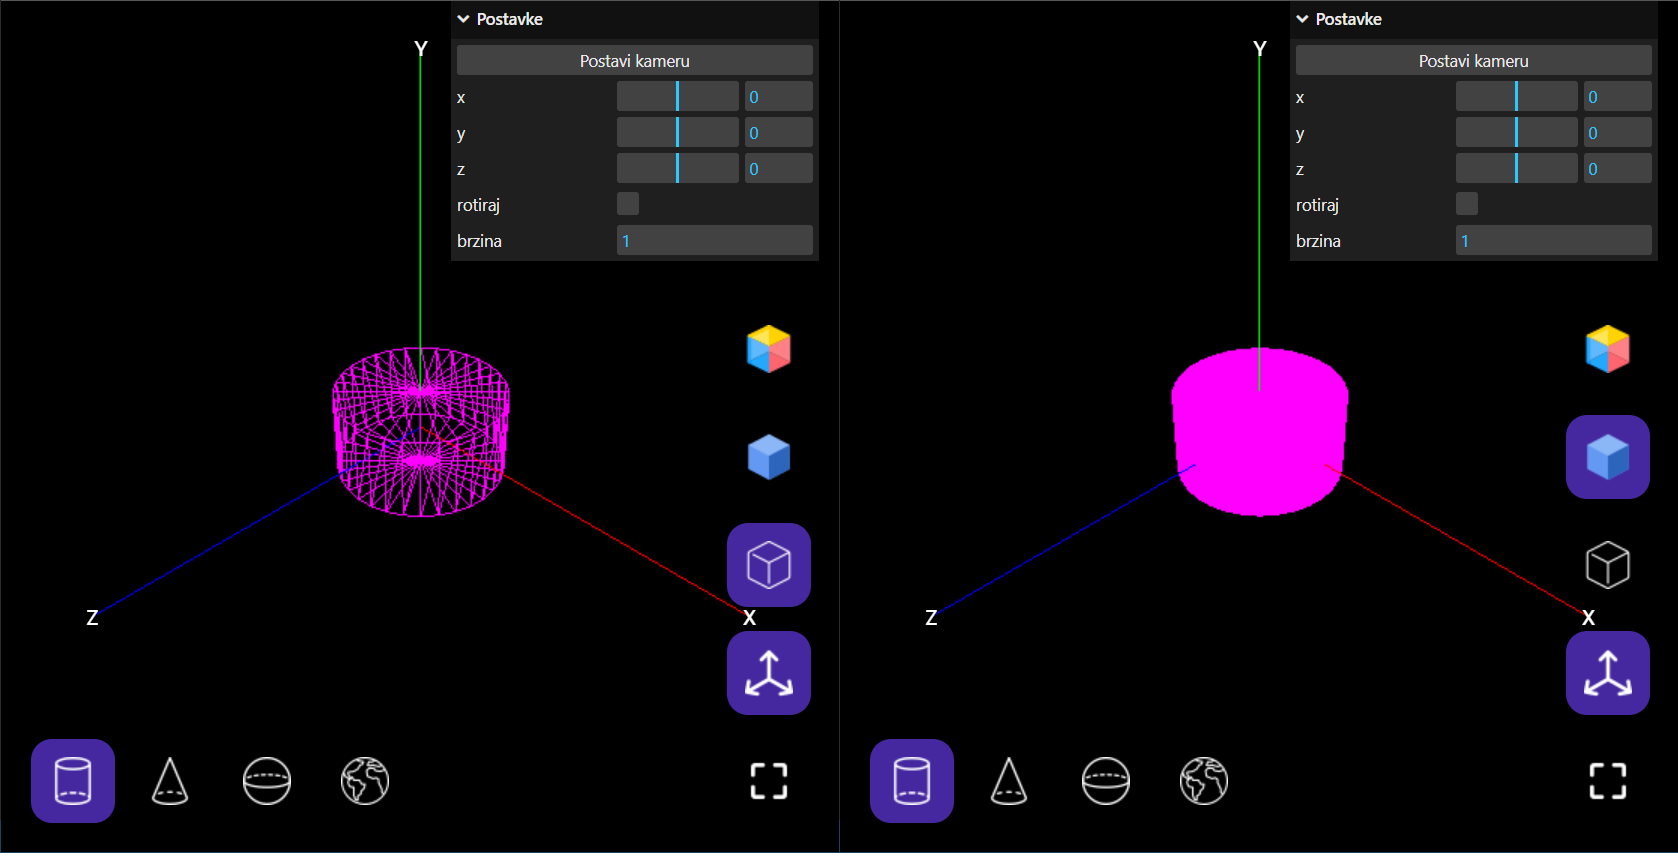 Postavke
Postavi kameru
x 0
y 0
z 0
rotiraj
brzina 1
Y
Z
X
Postavke
Postavi kameru
x 0
y 0
z 0
rotiraj
brzina 1
Y
Z
X